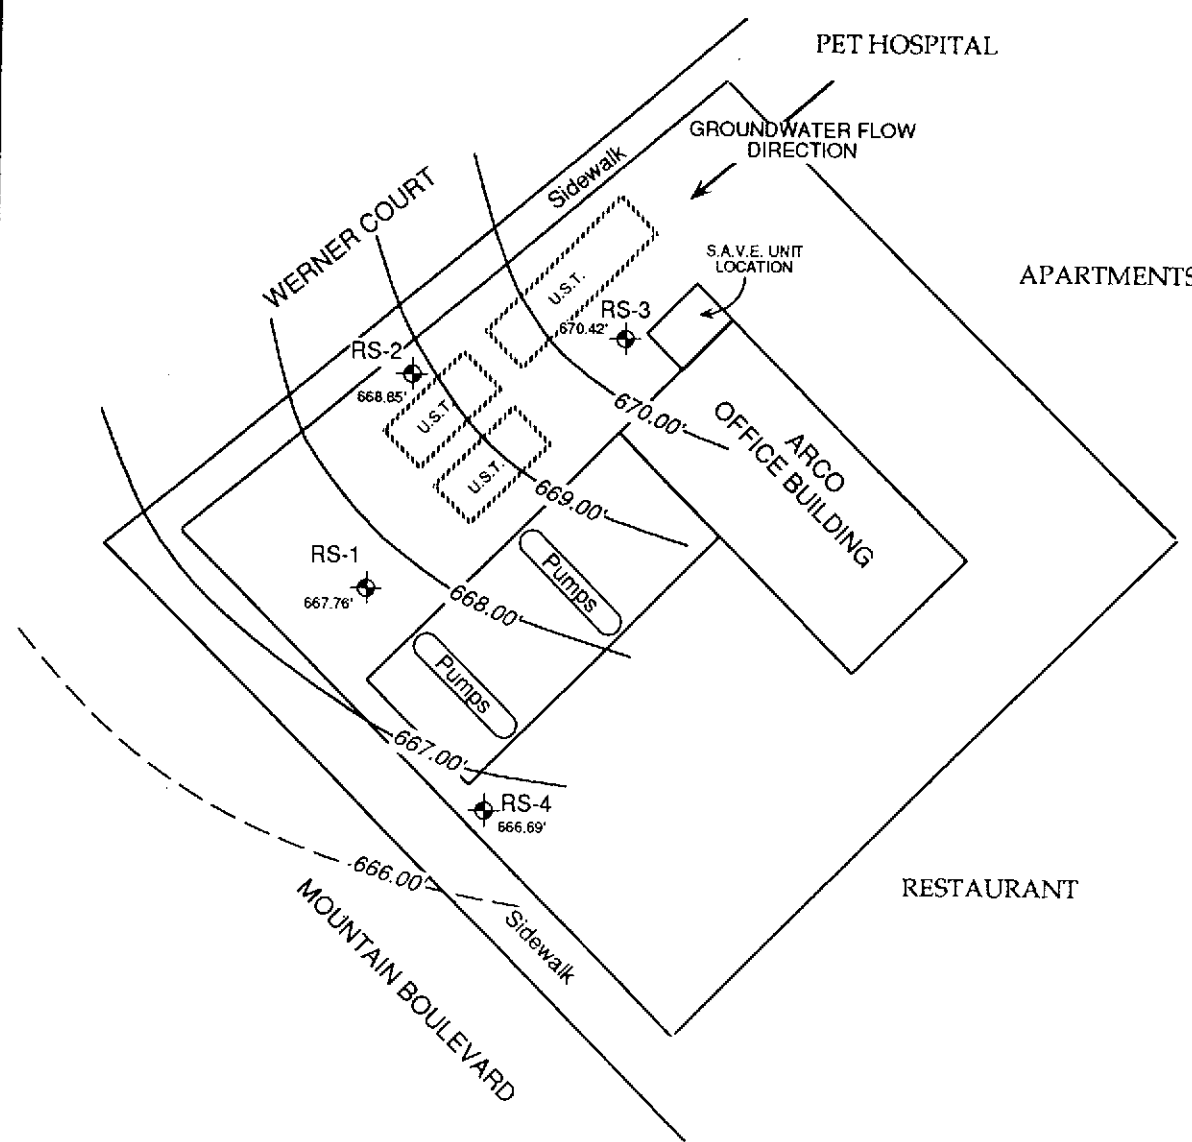 PET HOSPITAL
GROUNDWATER FLOW
DIRECTION
Sidewalk
WERNER COURT
S.A.V.E. UNIT
LOCATION
APARTMENTS
U.S.T.
RS-3
670.42'
RS-2
668.85'
U.S.T.
U.S.T.
670.00'
ARCO
OFFICE BUILDING
669.00'
RS-1
667.76'
Pumps
668.00'
Pumps
667.00'
RS-4
666.69'
666.00'
RESTAURANT
Sidewalk
MOUNTAIN BOULEVARD